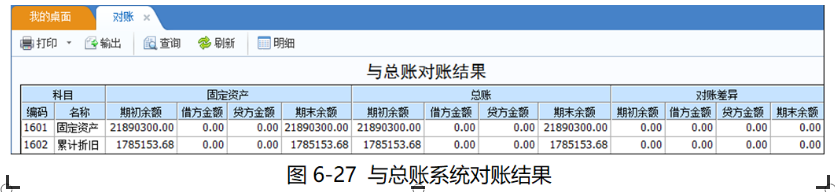 我的桌面 对账
打印 输出 查询 刷新 明细
与总账对账结果
科目 固定资产 总账 对账差异
编码 名称 期初余额 借方金额 贷方金额 期末余额 期初余额 借方金额 贷方金额 期末余额 期初余额 借方金额 贷方金额 期末余额
1601 固定资产 21890300.00 0.00 0.00 21890300.00 21890300.00 0.00 0.00 21890300.00 0.00 0.00 0.00 0.00
1602 累计折旧 1785153.68 0.00 0.00 1785153.68 1785153.68 0.00 0.00 1785153.68 0.00 0.00 0.00 0.00
图 6-27 与总账系统对账结果